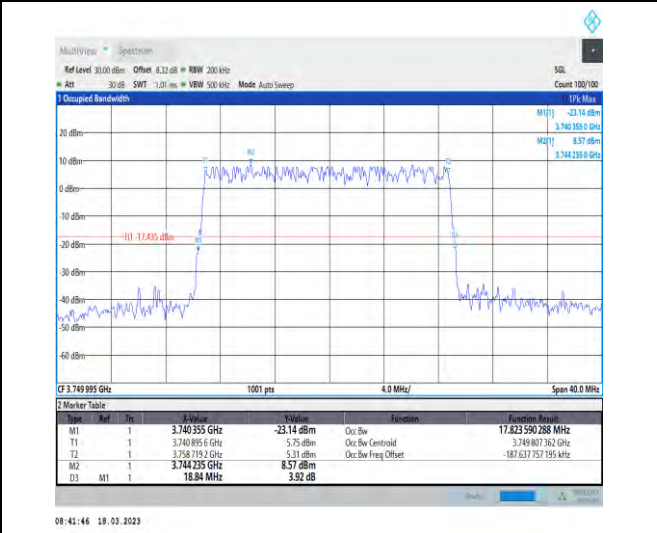 MultiView Spectrum
Ref Level 30.00 dBm Offset 8.32 dB RBW 200 kHz SGL
Att 30 dB SWT 1.01 ms VBW 500 kHz Mode Auto Sweep Count 100/100
1 Occupied Bandwidth 1Pk Max
M1[1] -23.14 dBm
3.740 355 0 GHz
M2[1] 8.57 dBm
3.744 235 0 GHz
20 dBm
M2
T1 T2
10 dBm
0 dBm
-10 dBm
H1 -17.435 dBm
M1
-20 dBm
-30 dBm
-40 dBm
-50 dBm
-60 dBm
CF 3.749 995 GHz 1001 pts 4.0 MHz/ Span 40.0 MHz
2 Marker Table
Type Ref Trc X-Value Y-Value Function Function Result
M1 1 3.740 355 GHz -23.14 dBm Occ Bw 17.823 590 288 MHz
T1 1 3.740 895 6 GHz 5.75 dBm Occ Bw Centroid 3.749 807 362 GHz
T2 1 3.758 719 2 GHz 5.31 dBm Occ Bw Freq Offset -187.637 757 195 kHz
M2 1 3.744 235 GHz 8.57 dBm
D3 M1 1 18.84 MHz 3.92 dB
08:41:46 18.03.2023